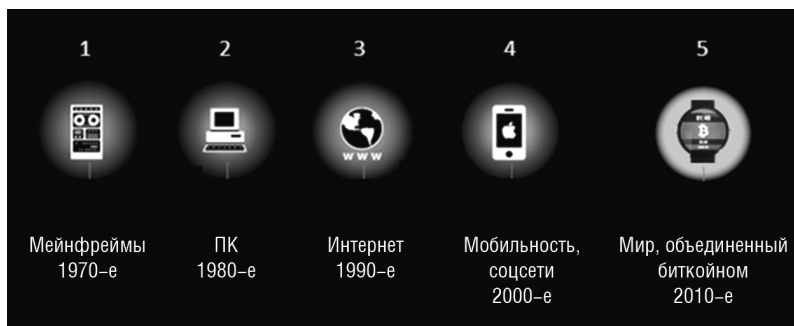 1
2
3
4
5
WWW
Мейнфреймы
1970–е
ПК
1980–е
Интернет
1990–е
Мобильность,
соцсети
2000–е
Мир, объединенный
биткойном
2010–е